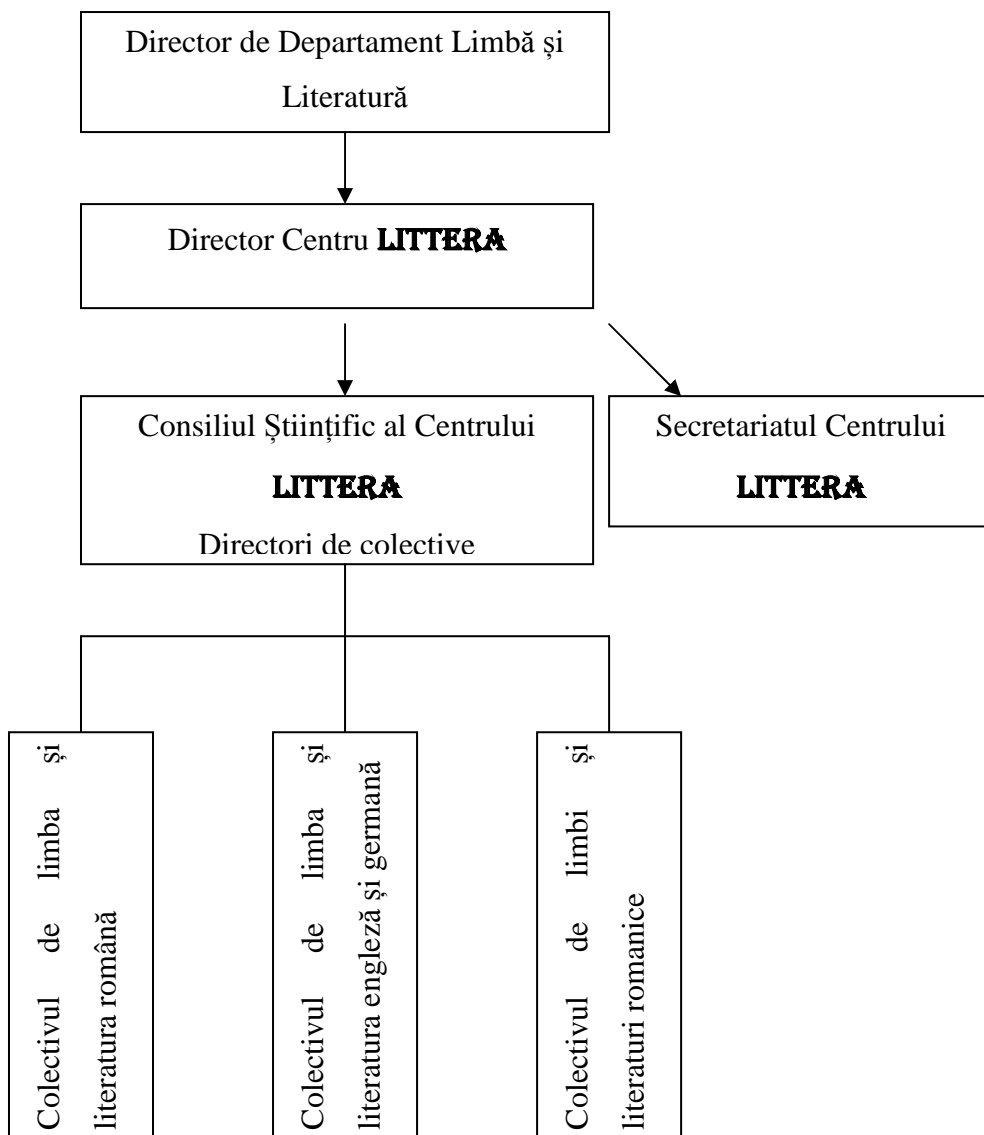 Director de Departament Limbă și
Literatură
Director Centru LITTERA
Consiliul Științific al Centrului
LITTERA
Directori de colective
Secretariatul Centrului
LITTERA
Colectivul de limba și
literatura română
Colectivul de limba și
literatura engleză și germană
Colectivul de limbi și
literaturi romanice